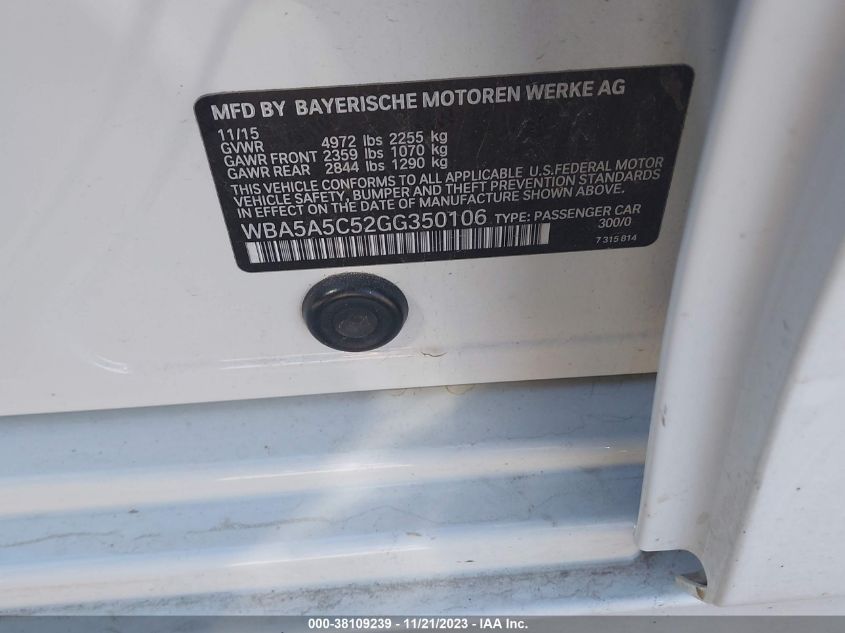 MFD BY BAYERISCHE MOTOREN WERKE AG
11/15
GVWR 4972 lbs 2255 kg
GAWR FRONT 2359 lbs 1070 kg
GAWR REAR 2844 lbs 1290 kg
THIS VEHICLE CONFORMS TO ALL APPLICABLE U.S.FEDERAL MOTOR
VEHICLE SAFETY, BUMPER AND THEFT PREVENTION STANDARDS
IN EFFECT ON THE DATE OF MANUFACTURE SHOWN ABOVE.
WBA5A5C52GG350106 TYPE: PASSENGER CAR
300/0
7 315 814
000-38109239 - 11/21/2023 - IAA Inc.